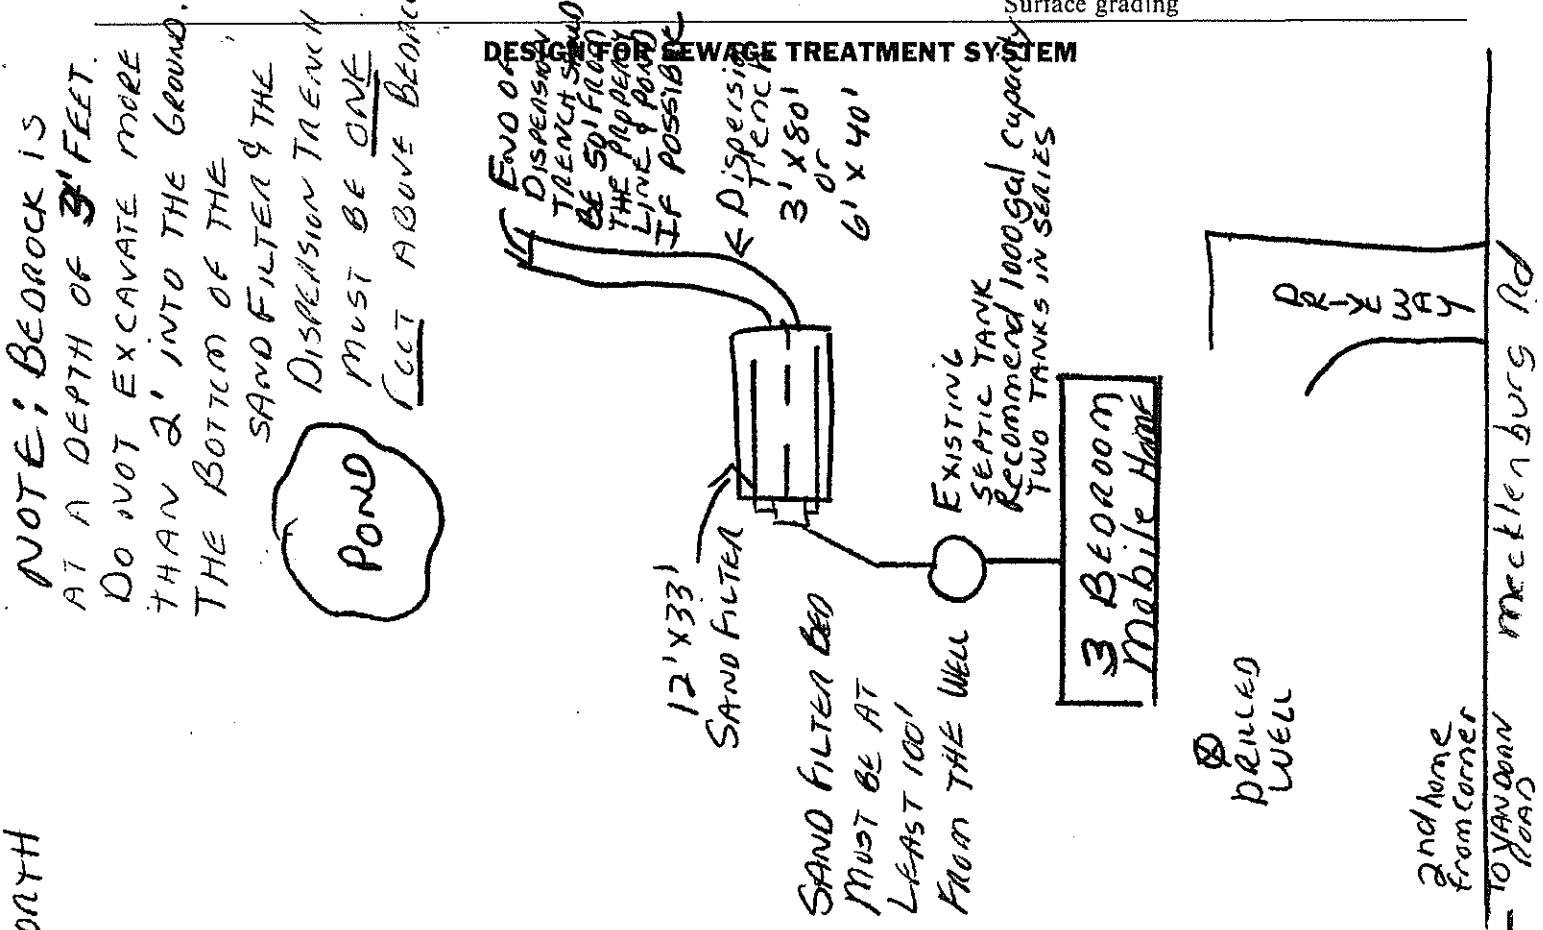 Surface grading
DESIGN FOR SEWAGE TREATMENT SYSTEM
NOTE: BEDROCK IS
AT A DEPTH OF 3' FEET.
DO NOT EXCAVATE MORE
THAN 2' INTO THE GROUND.
THE BOTTOM OF THE
SAND FILTER & THE
DISPERSION TRENCH
MUST BE ONE
FOOT ABOVE
POND
END OF
DISPERSION
TRENCH SHOULD
BE 50' FROM
THE PROPERTY
LINE & POND
IF POSSIBLE
Dispersion
Trench
3' X 80'
or
6' X 40'
12' X 33'
SAND FILTER
SAND FILTER BED
MUST BE AT
LEAST 100'
FROM THE WELL
EXISTING
SEPTIC TANK
Recommend 1000gal capacity
TWO TANKS IN SERIES
3 BEDROOM
Mobile Home
DRILLED
WELL
DRIVEWAY
2nd home
from corner
TO VANDORN
ROAD
Mecklenburg Rd